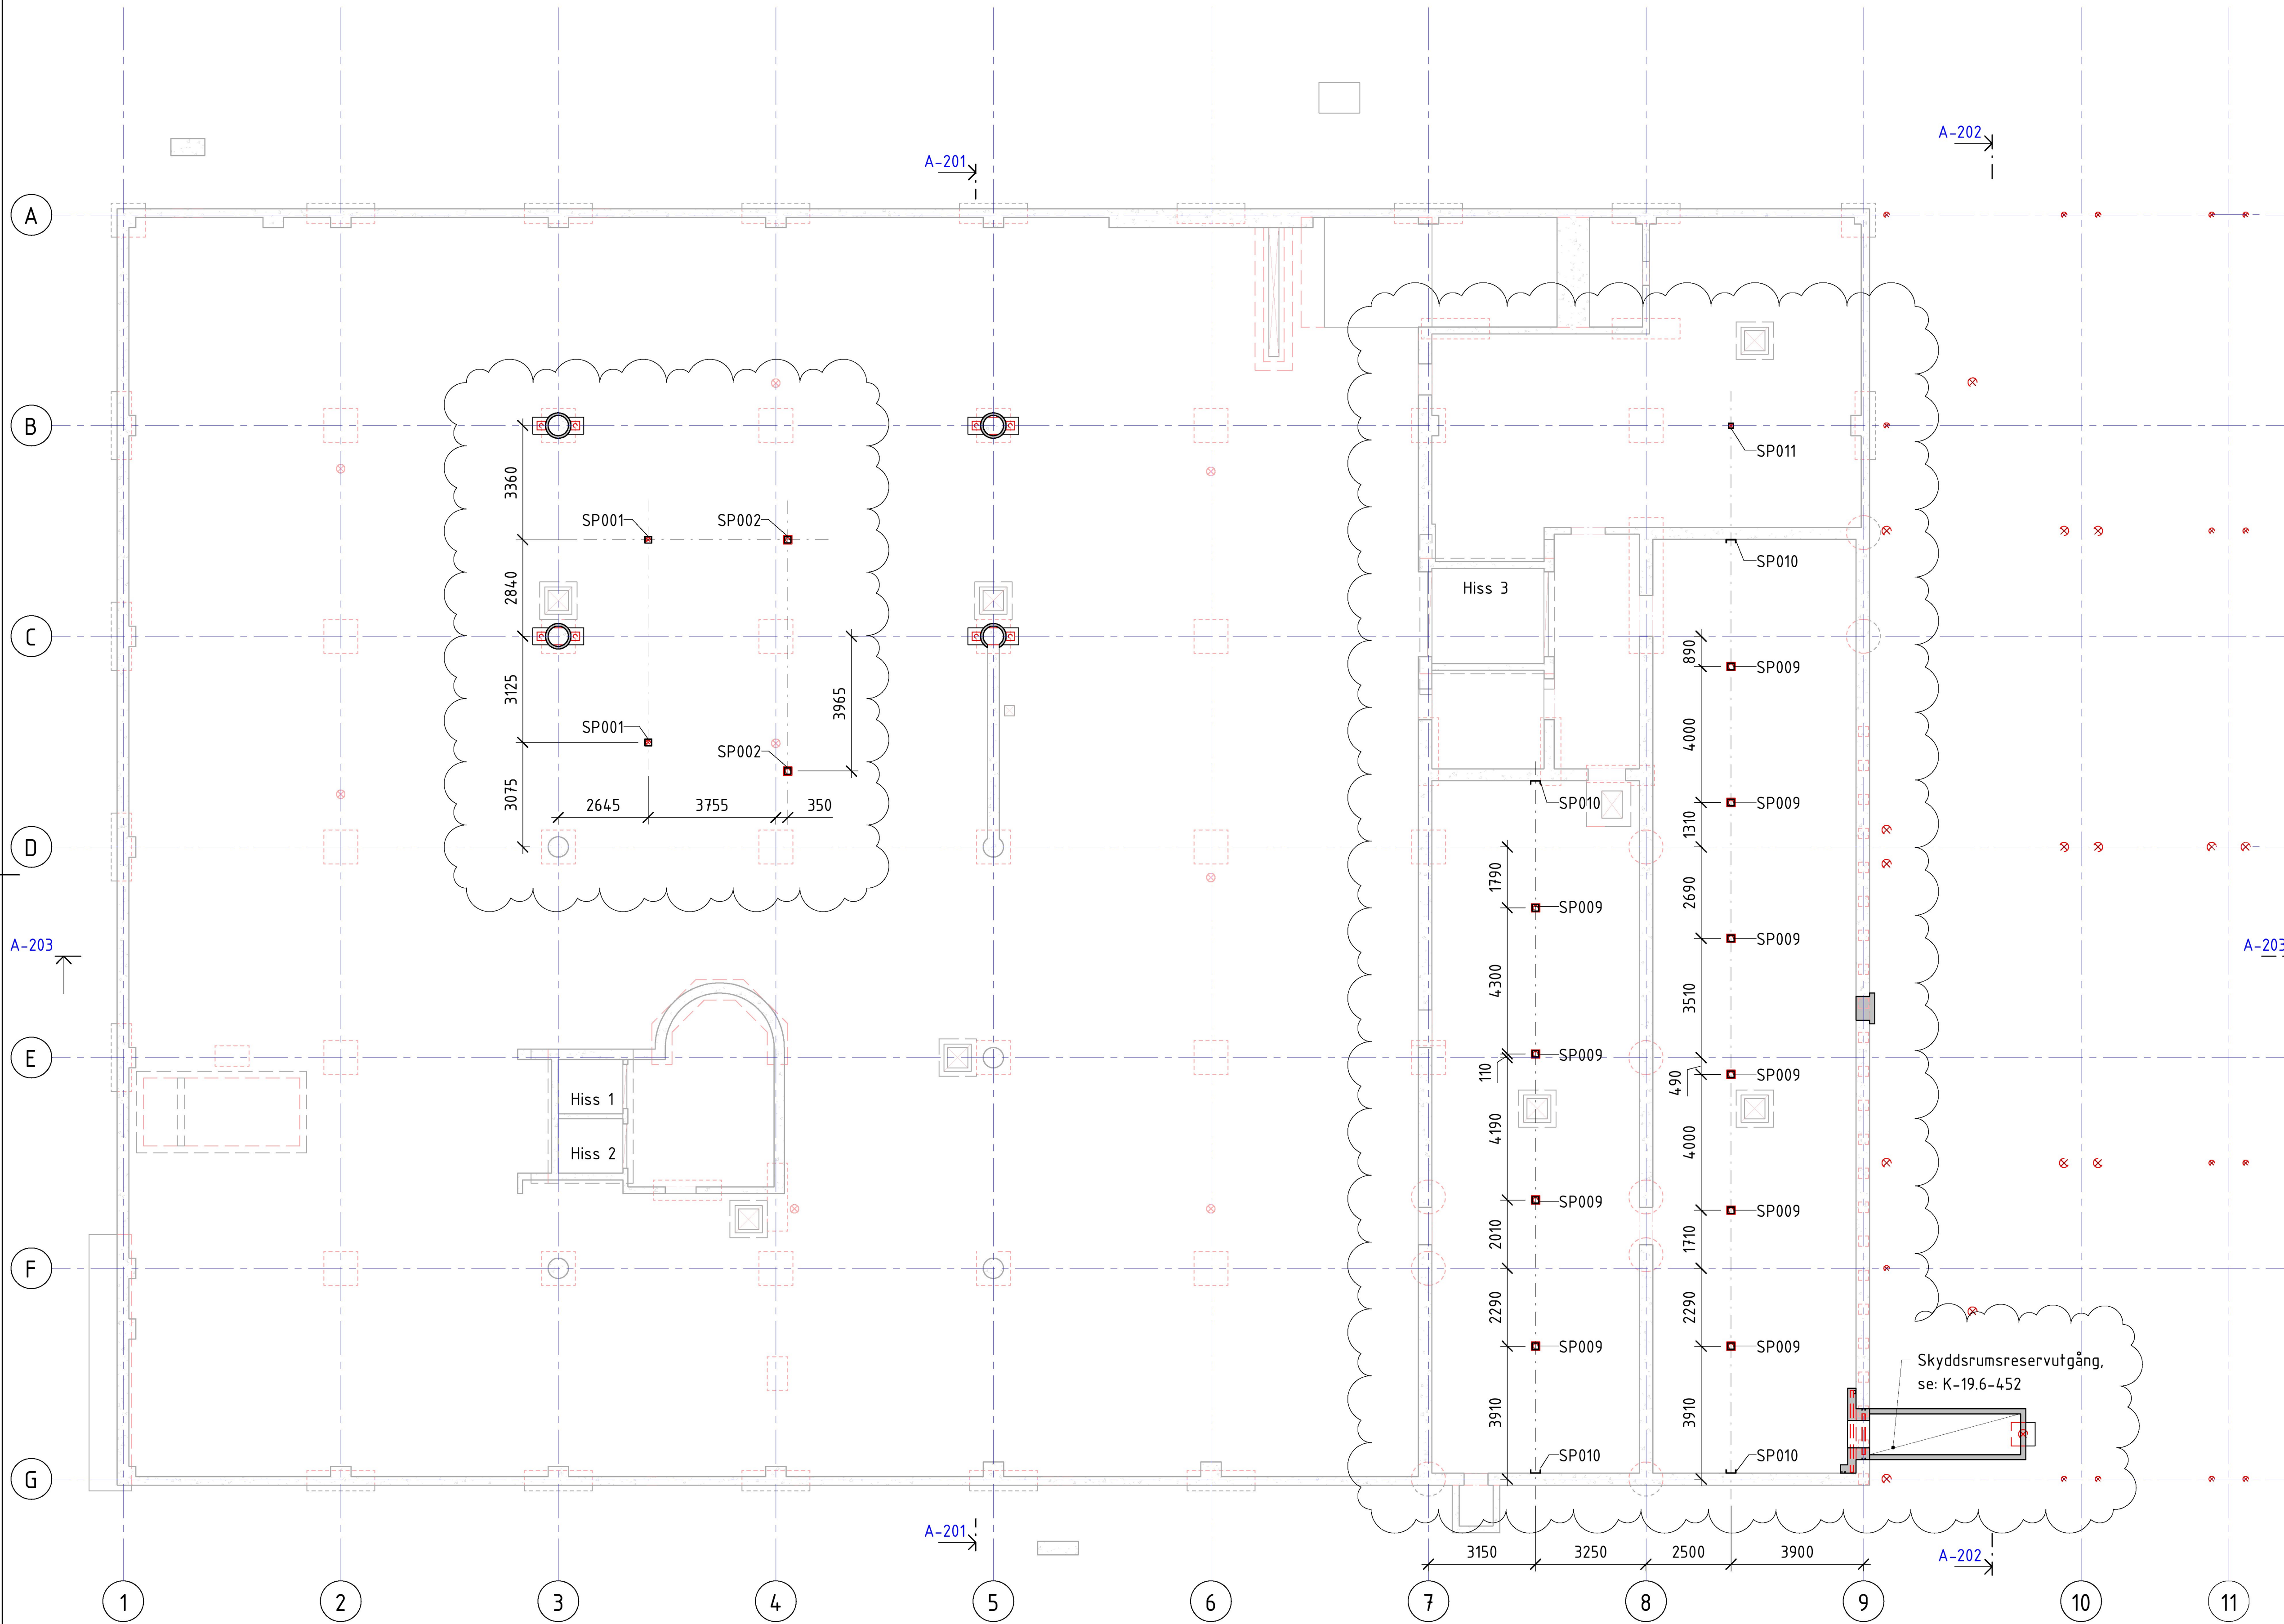 A-201
A-202
A
B
3360
SP001
SP002
SP011
2840
SP010
Hiss 3
C
890
SP009
3125
3965
4000
SP001
SP002
3075
2645
3755
350
SP010
SP009
1310
D
1790
2690
SP009
SP009
A-203
A-203
4300
3510
E
SP009
110
490
SP009
Hiss 1
4190
4000
Hiss 2
SP009
SP009
2010
1710
F
2290
2290
SP009
SP009
Skyddsrumsreservutgång,
se: K-19.6-452
3910
3910
SP010
SP010
G
A-201
3150
3250
2500
3900
A-202
1
2
3
4
5
6
7
8
9
10
11